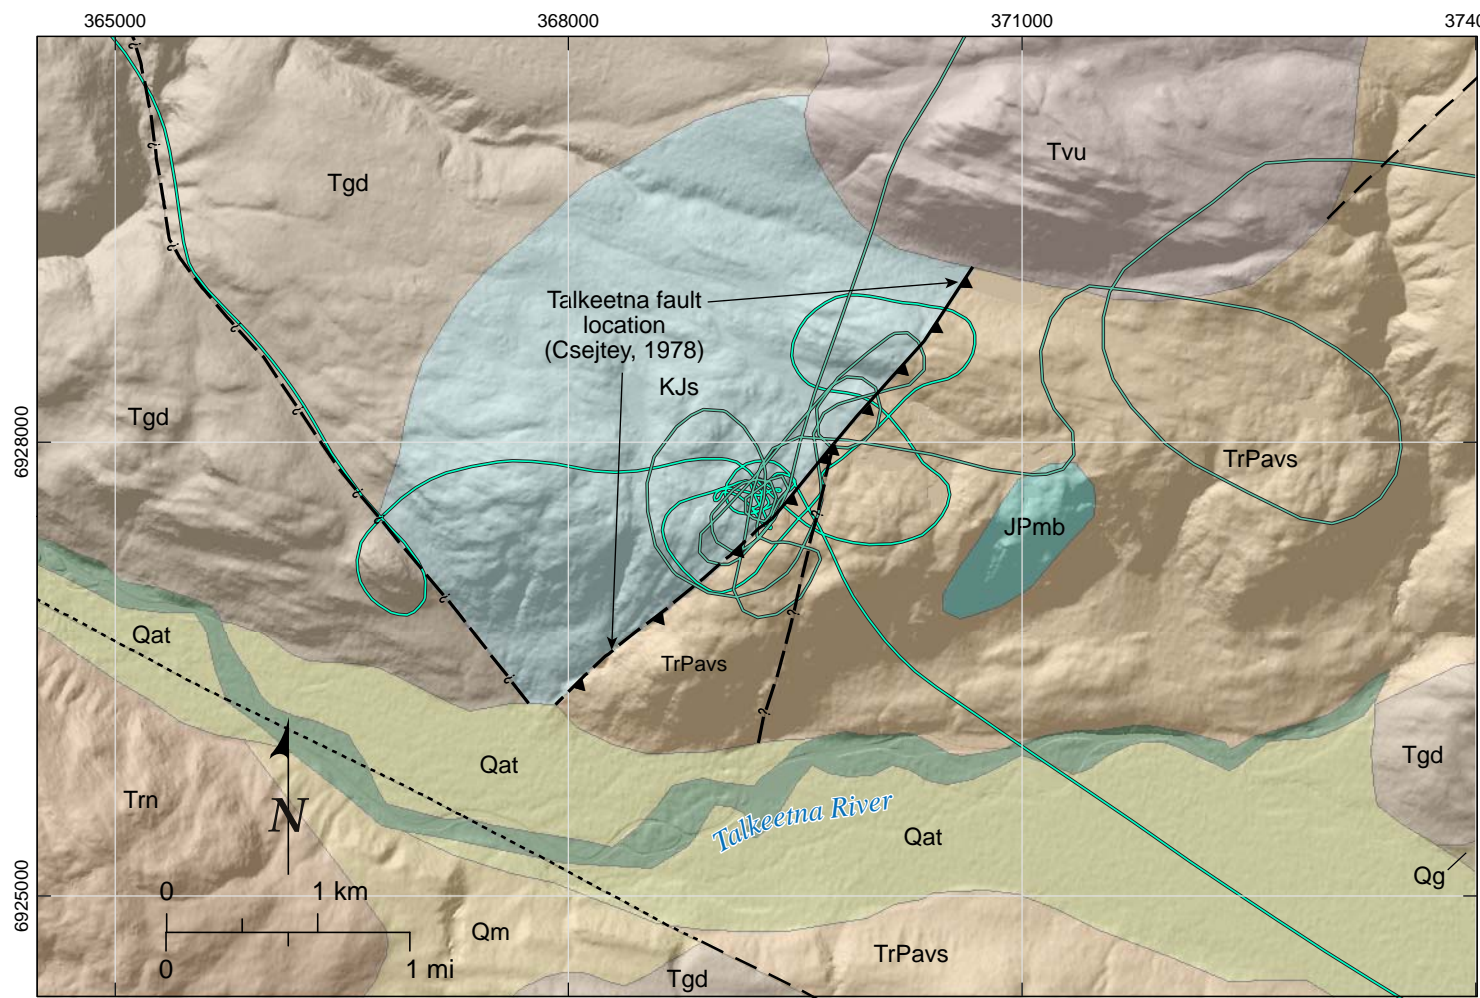 365000
368000
371000
3740
Tvu
Tgd
Talkeetna fault
location
(Csejtey, 1978)
KJs
Tgd
6928000
TrPavs
JPmb
?
?
?
?
?
?
?
?
?
?
?
Qat
TrPavs
Qat
Tgd
Trn
N
Talkeetna River
Qat
Qg
0 1 km
6925000
Qm
TrPavs
0 1 mi
Tgd